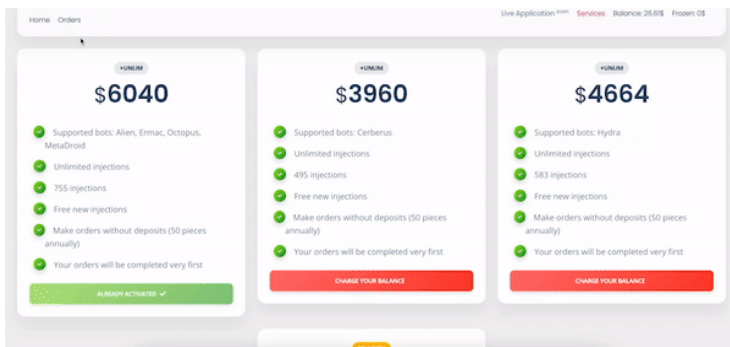 Live Application soon Services Balance: 26.61$ Frozen: 0$
Home Orders
+UNLIM
$6040
Supported bots: Alien, Ermac, Octopus,
MetaDroid
Unlimited injections
755 injections
Free new injections
Make orders without deposits (50 pieces
annually)
Your orders will be completed very first
ALREADY ACTIVATED
+UNLIM
$3960
Supported bots: Cerberus
Unlimited injections
495 injections
Free new injections
Make orders without deposits (50 pieces
annually)
Your orders will be completed very first
CHARGE YOUR BALANCE
+UNLIM
$4664
Supported bots: Hydra
Unlimited injections
583 injections
Free new injections
Make orders without deposits (50 pieces
annually)
Your orders will be completed very first
CHARGE YOUR BALANCE